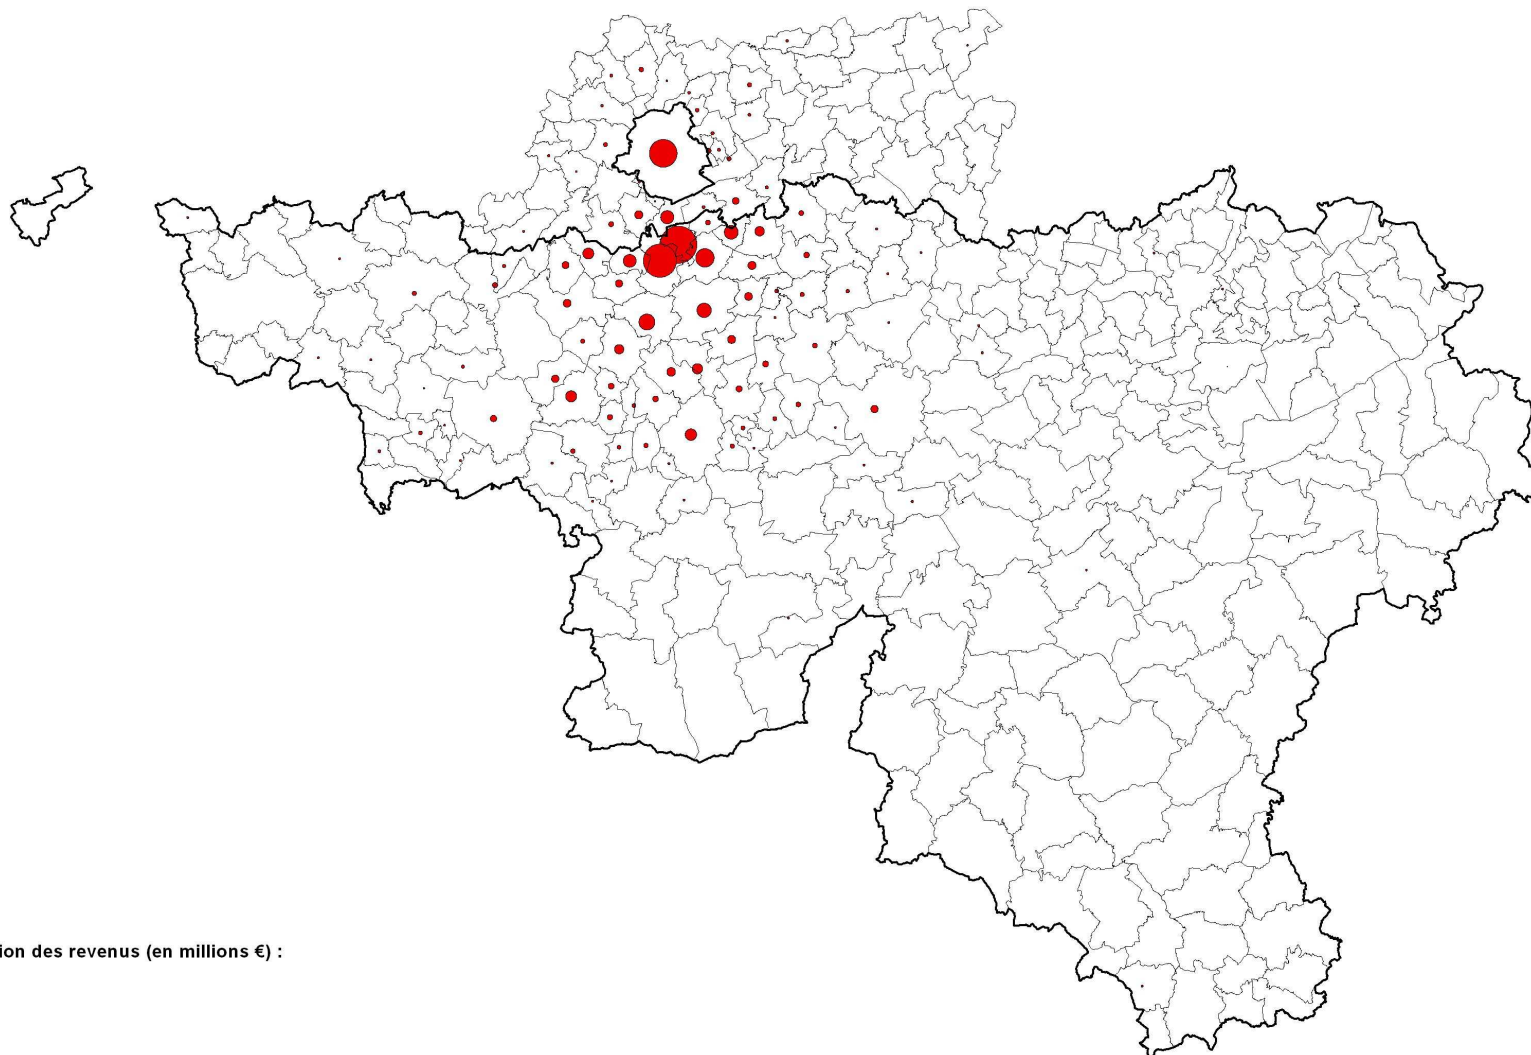 ion des revenus (en millions €) :